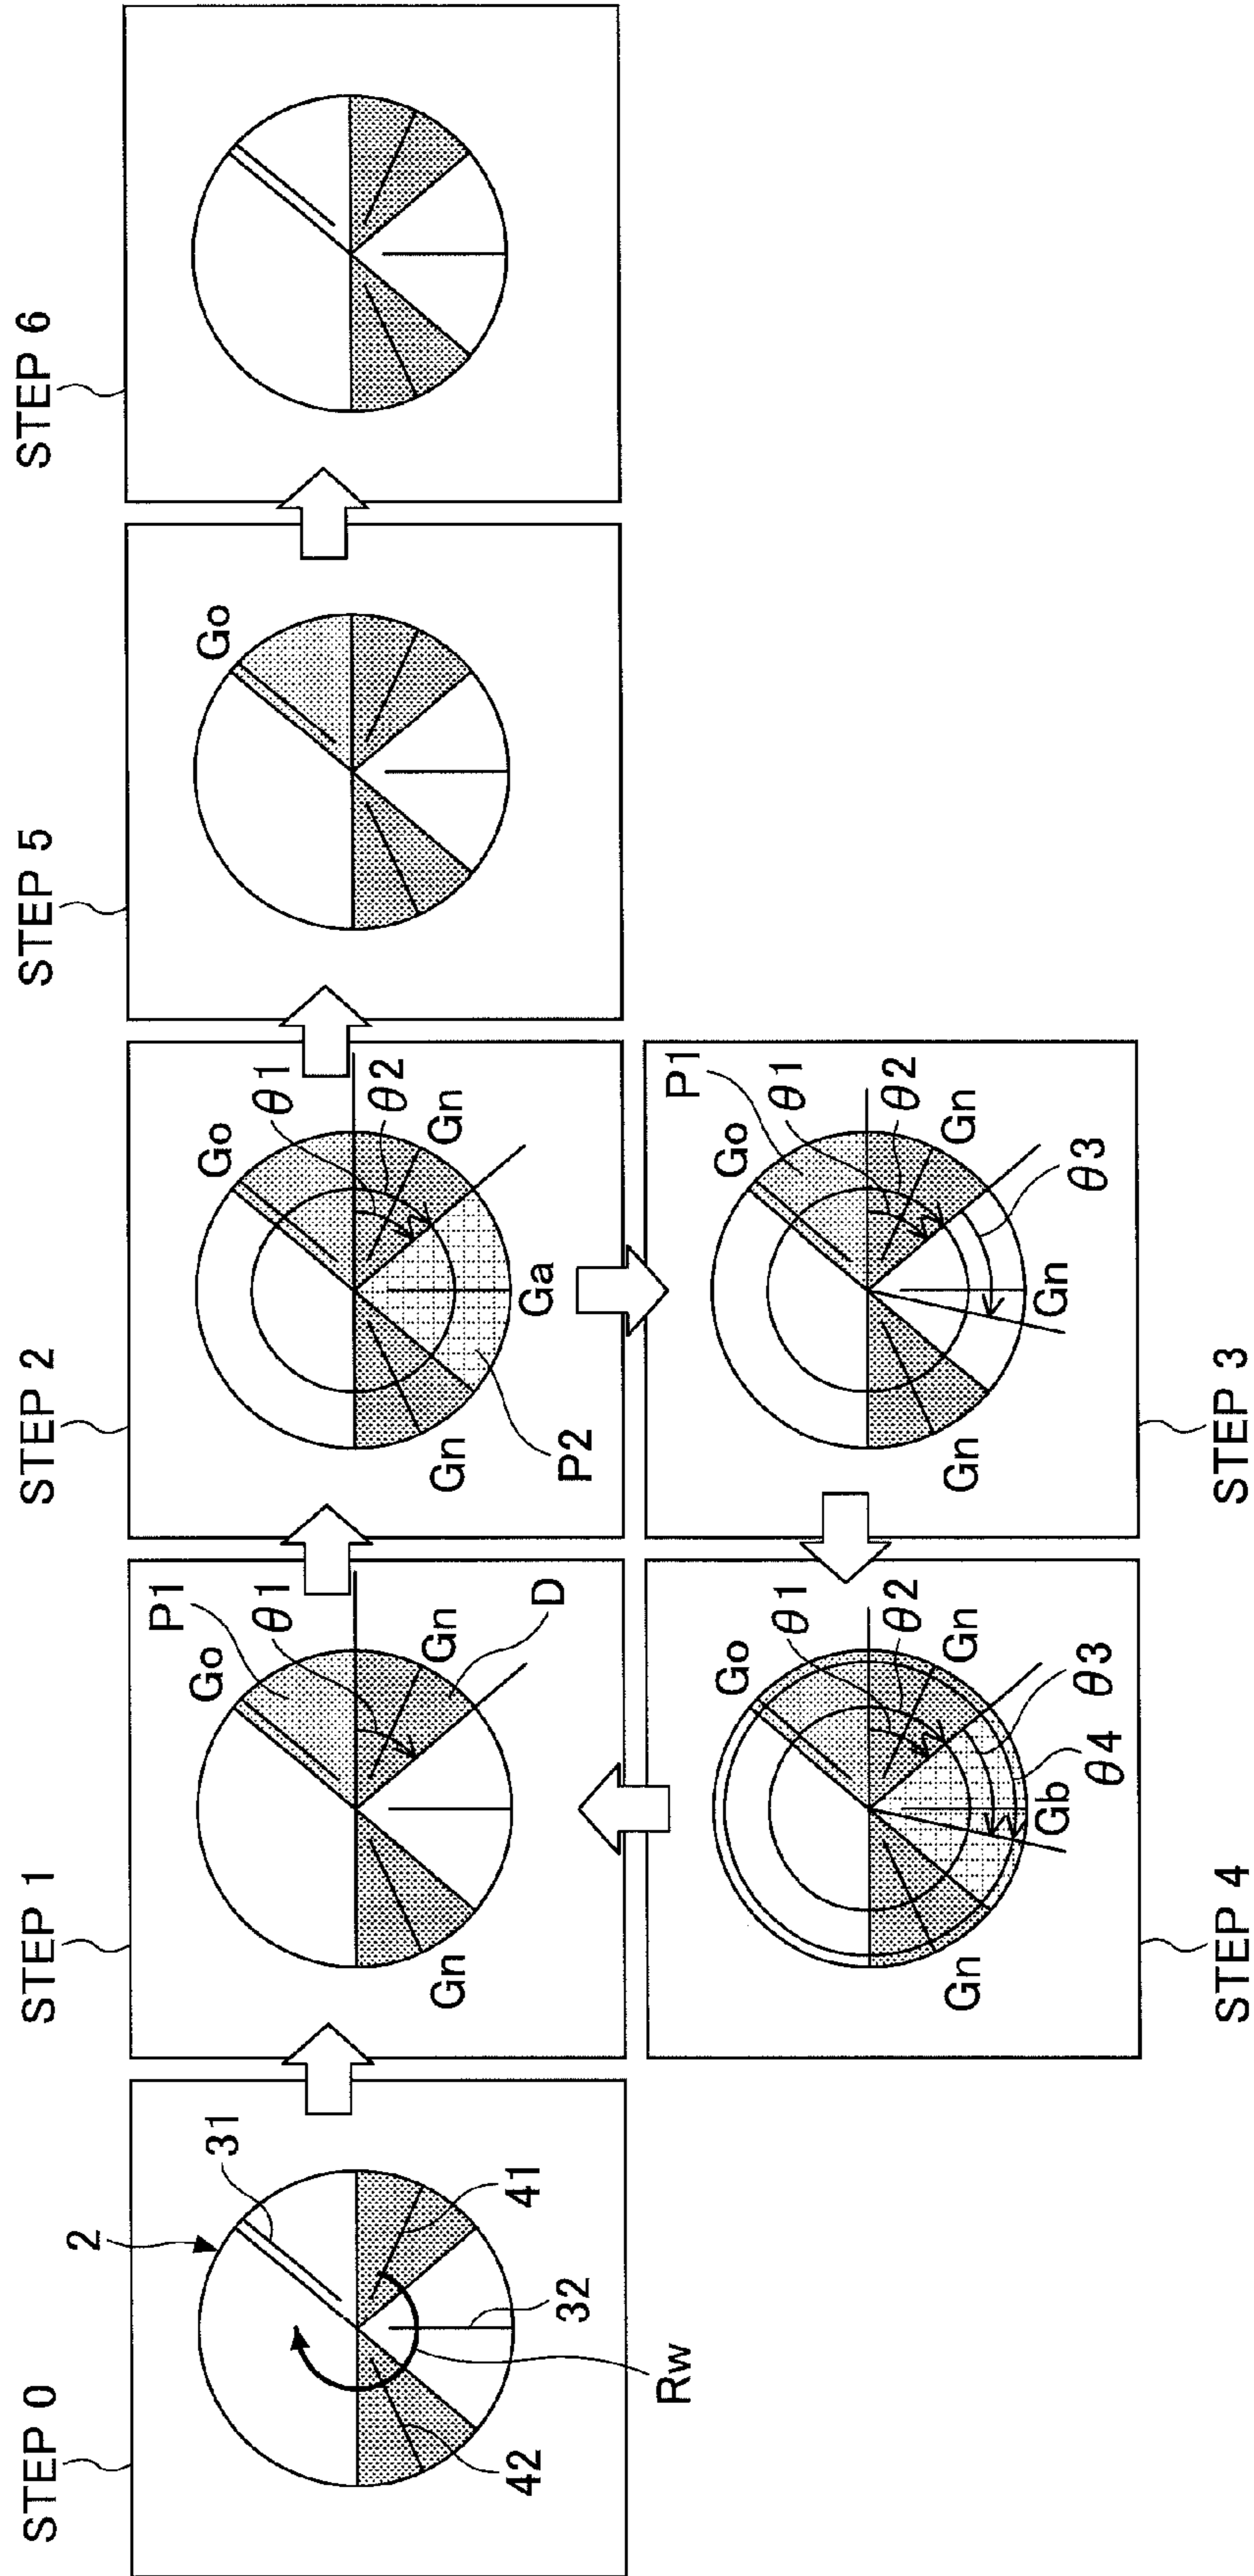 STEP 0
2
31
41
32
Rw
42
STEP 1
P1
Go
θ1
Gn
D
Gn
STEP 2
Go
θ1
θ2
Gn
Ga
Gn
P2
STEP 3
P1
Go
θ1
θ2
Gn
θ3
Gn
Gn
STEP 4
Go
θ1
θ2
Gn
θ3
θ4
Gb
Gn
STEP 5
Go
STEP 6